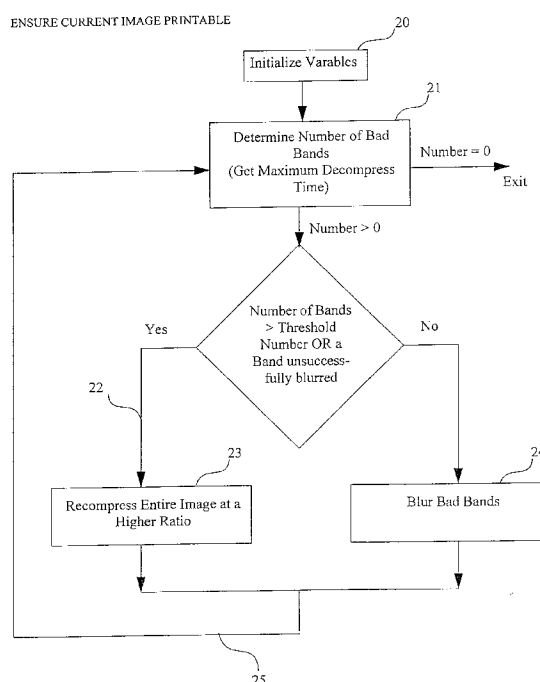 ENSURE CURRENT IMAGE PRINTABLE
20
Initialize Varables
21
Determine Number of Bad
Bands
(Get Maximum Decompress
Time)
Number = 0
Exit
Number > 0
Number of Bands
> Threshold
Number OR a
Band unsuccess-
fully blurred
Yes
No
22
23
24
Recompress Entire Image at a
Higher Ratio
Blur Bad Bands
25